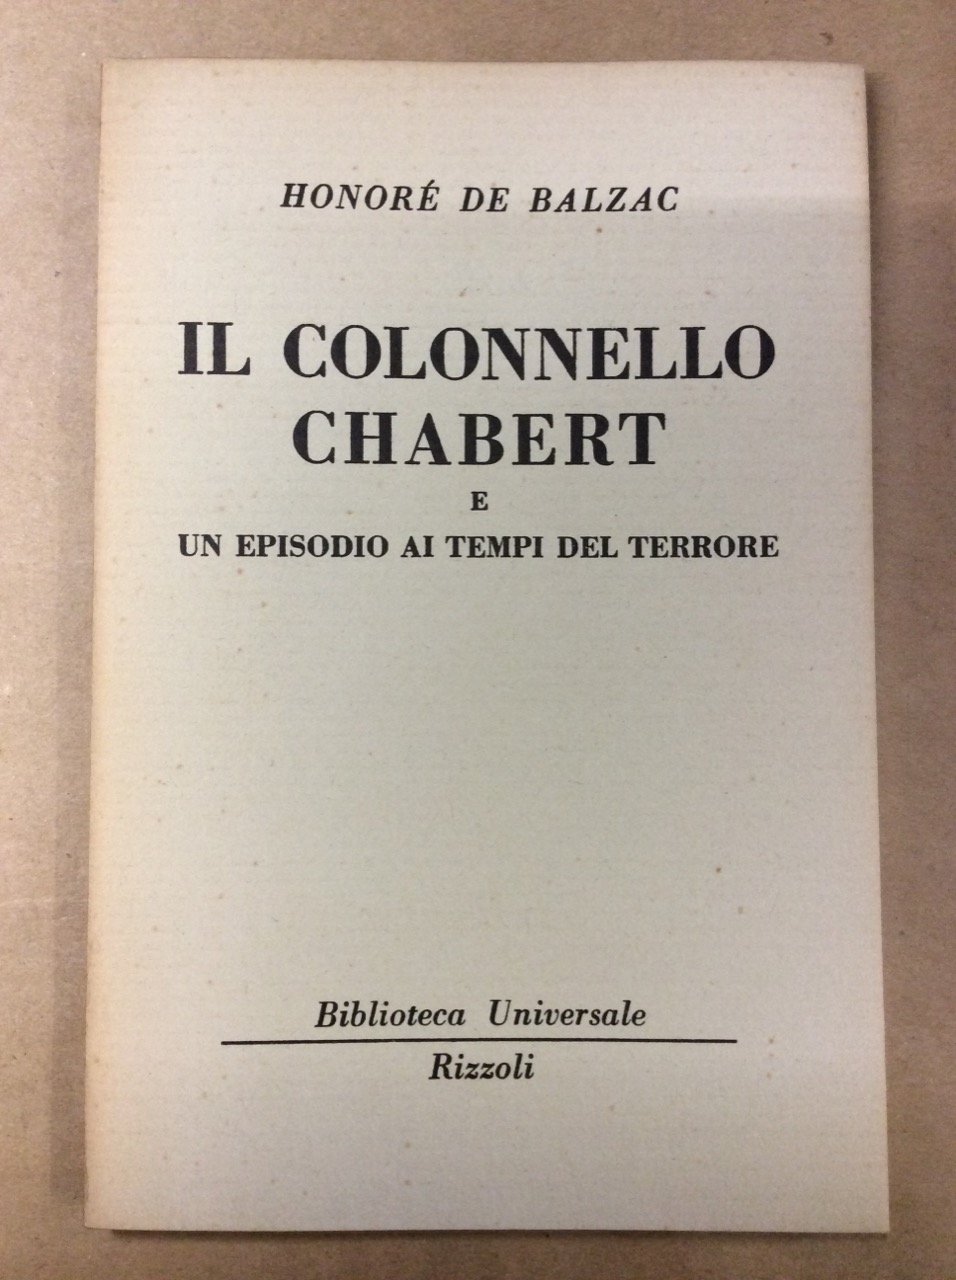 HONORÉ DE BALZAC
IL COLONNELLO
CHABERT
E
UN EPISODIO AI TEMPI DEL TERRORE
Biblioteca Universale
Rizzoli